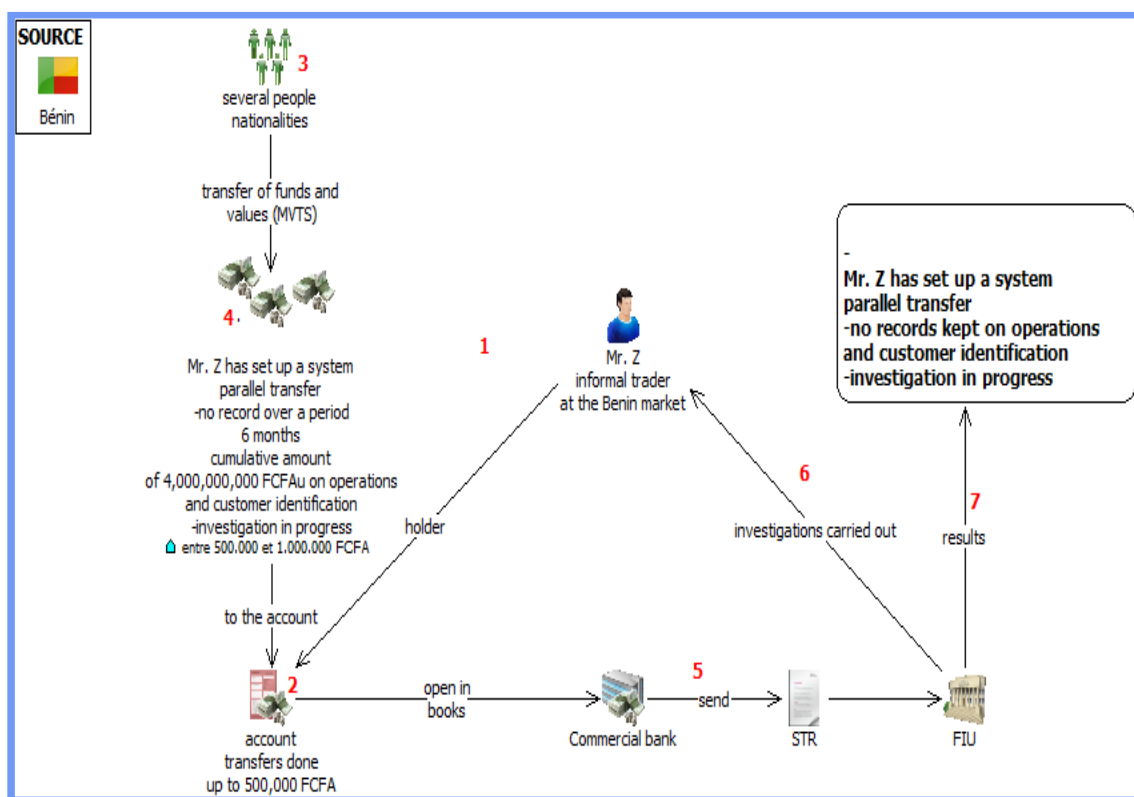 SOURCE
Bénin
3
several people
nationalities
transfer of funds and
values (MVTS)
4
Mr. Z has set up a system
parallel transfer
-no record over a period
6 months
cumulative amount
of 4,000,000,000 FCFAu on operations
and customer identification
-investigation in progress
entre 500.000 et 1.000.000 FCFA
to the account
2
account
transfers done
up to 500,000 FCFA
1
Mr. Z
informal trader
at the Benin market
holder
open in
books
Commercial bank
5
send
STR
FIU
6
investigations carried out
7
results
-
Mr. Z has set up a system
parallel transfer
-no records kept on operations
and customer identification
-investigation in progress